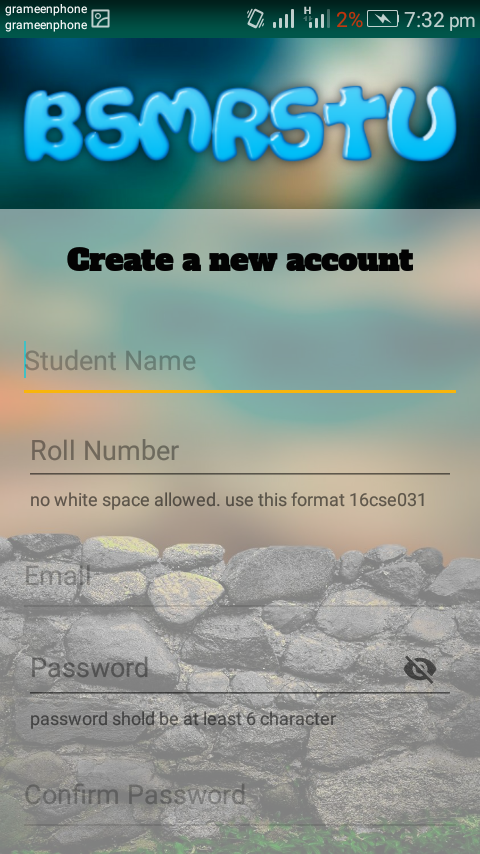 grameenphone
grameenphone
H
2%
7:32 pm
BSMRSTU
Create a new account
Student Name
Roll Number
no white space allowed. use this format 16cse031
Email
Password
password shold be at least 6 character
Confirm Password